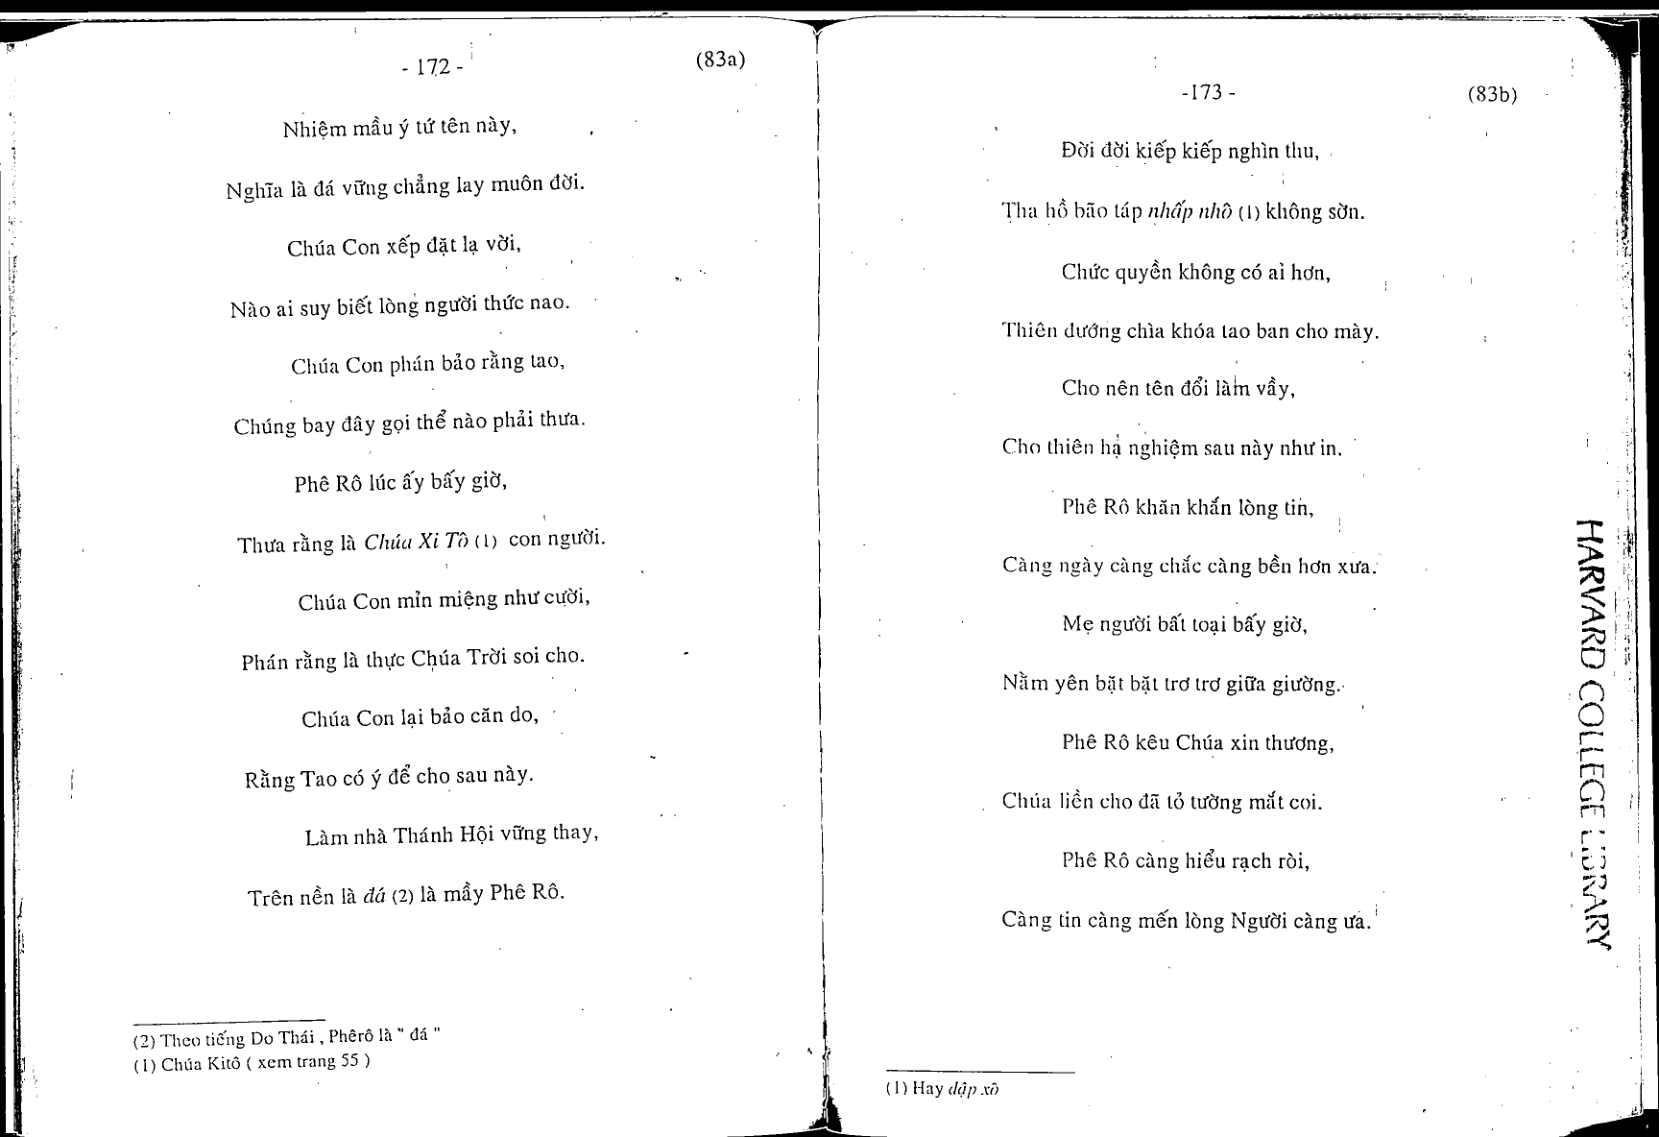 - 172 -
(83a)
Nhiệm mầu ý tứ tên này,
Nghĩa là đá vững chẳng lay muôn đời.
Chúa Con xếp đặt lạ vời,
Nào ai suy biết lòng người thức nao.
Chúa Con phán bảo rằng tao,
Chúng bay đây gọi thể nào phải thưa.
Phê Rô lúc ấy bấy giờ,
Thưa rằng là Chúa Xi Tô (1) con người.
Chúa Con mỉn miệng như cười,
Phán rằng là thực Chúa Trời soi cho.
Chúa Con lại bảo căn do,
Rằng Tao có ý để cho sau này.
Làm nhà Thánh Hội vững thay,
Trên nền là đá (2) là mầy Phê Rô.
(2) Theo tiếng Do Thái , Phêrô là " đá "
(1) Chúa Kitô ( xem trang 55 )
-173 -
(83b)
Đời đời kiếp kiếp nghìn thu,
Tha hồ bão táp nhấp nhô (1) không sờn.
Chức quyền không có ai hơn,
Thiên đướng chìa khóa tao ban cho mày.
Cho nên tên đổi làm vầy,
Cho thiên hạ nghiệm sau này như in.
Phê Rô khăn khắn lòng tin,
Càng ngày càng chắc càng bền hơn xưa.
Mẹ người bất toại bấy giờ,
Nằm yên bặt bặt trơ trơ giữa giường.
Phê Rô kêu Chúa xin thương,
Chúa liền cho đã tỏ tường mắt coi.
Phê Rô càng hiểu rạch ròi,
Càng tin càng mến lòng Người càng ưa.
(1) Hay dập xô
HARVARD COLLEGE LIBRARY